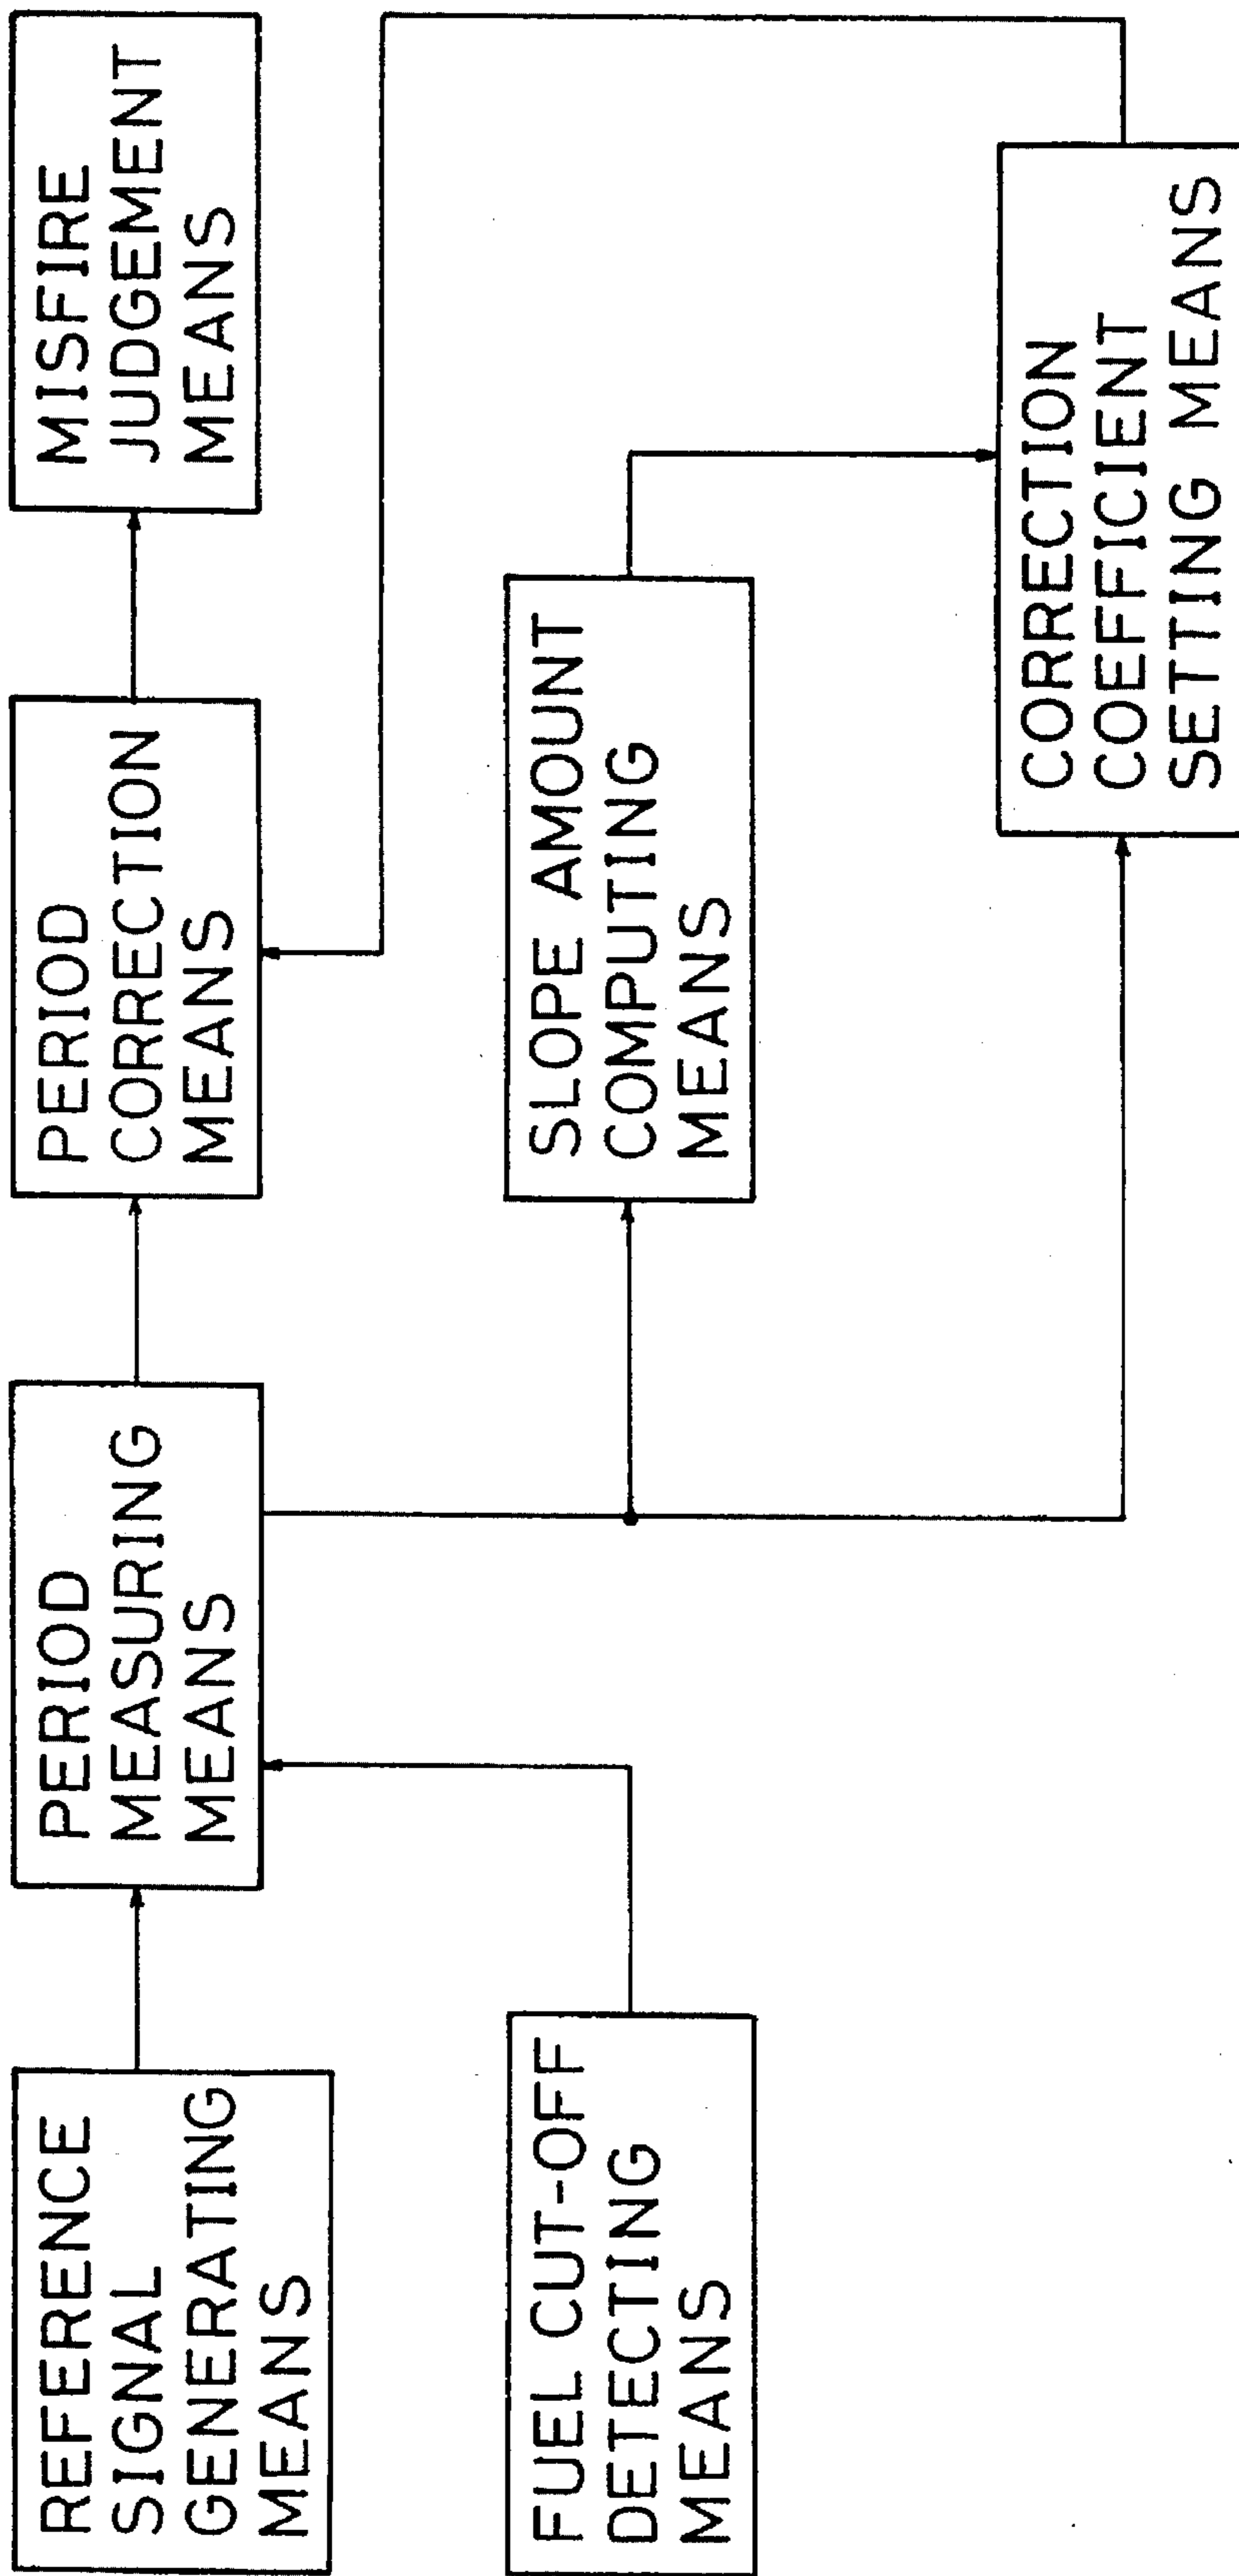 REFERENCE
SIGNAL
GENERATING
MEANS
PERIOD
MEASURING
MEANS
PERIOD
CORRECTION
MEANS
MISFIRE
JUDGEMENT
MEANS
FUEL CUT-OFF
DETECTING
MEANS
SLOPE AMOUNT
COMPUTING
MEANS
CORRECTION
COEFFICIENT
SETTING MEANS